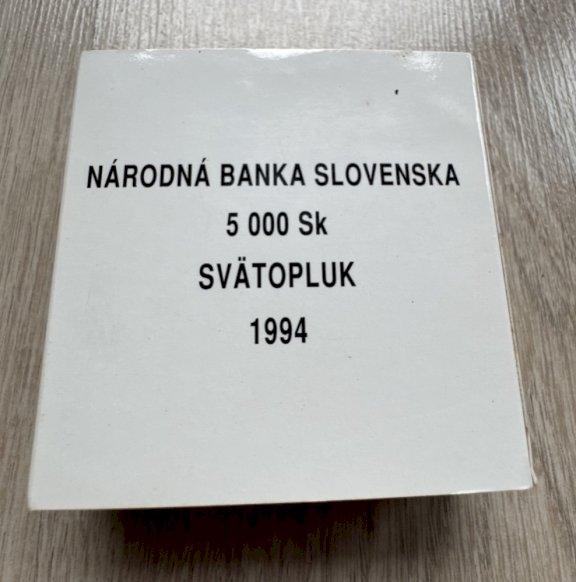 NÁRODNÁ BANKA SLOVENSKA
5 000 Sk
SVÄTOPLUK
1994